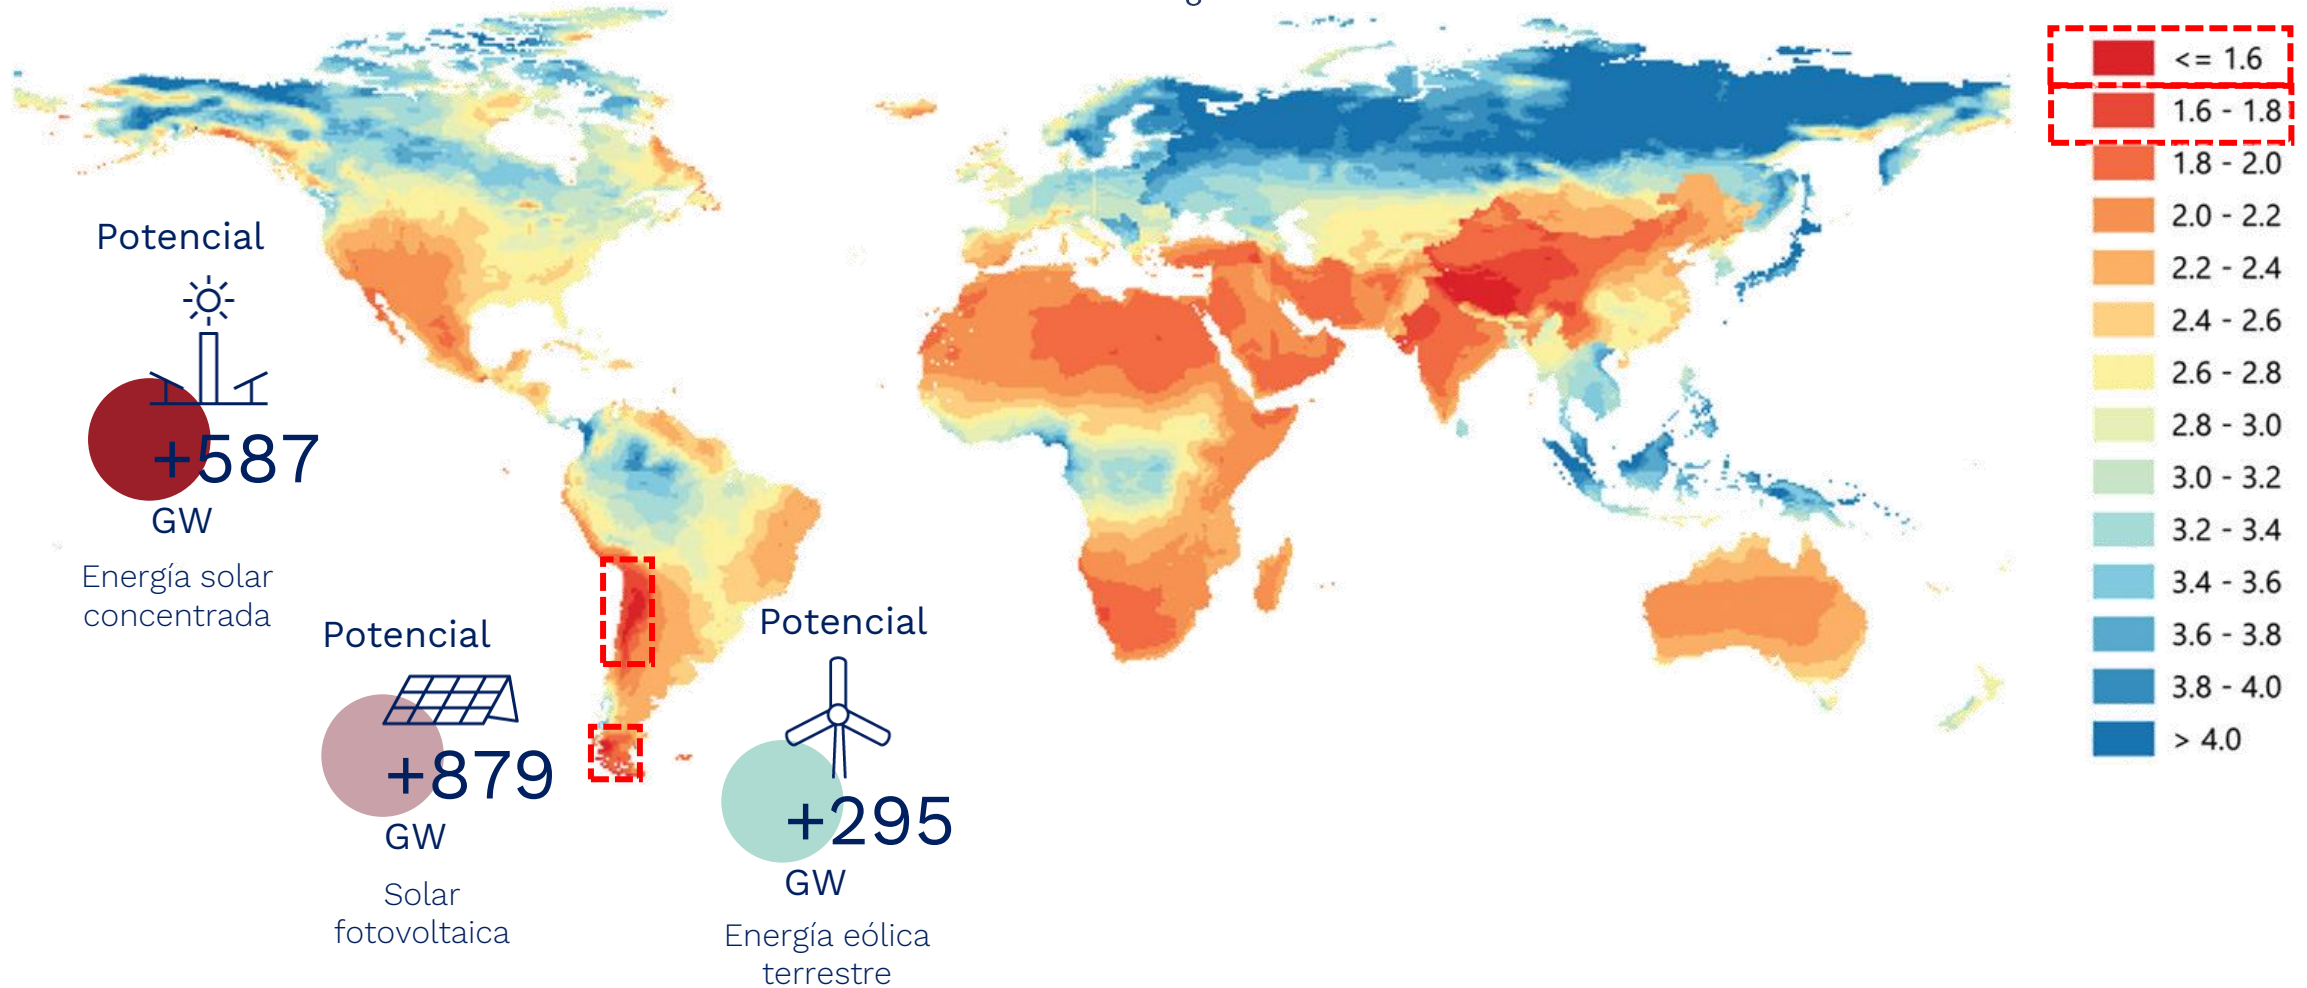 Potencial
+587
GW
Energía solar
concentrada
Potencial
+879
GW
Solar
fotovoltaica
Potencial
+295
GW
Energía eólica
terrestre
<= 1.6
1.6 - 1.8
1.8 - 2.0
2.0 - 2.2
2.2 - 2.4
2.4 - 2.6
2.6 - 2.8
2.8 - 3.0
3.0 - 3.2
3.2 - 3.4
3.4 - 3.6
3.6 - 3.8
3.8 - 4.0
> 4.0